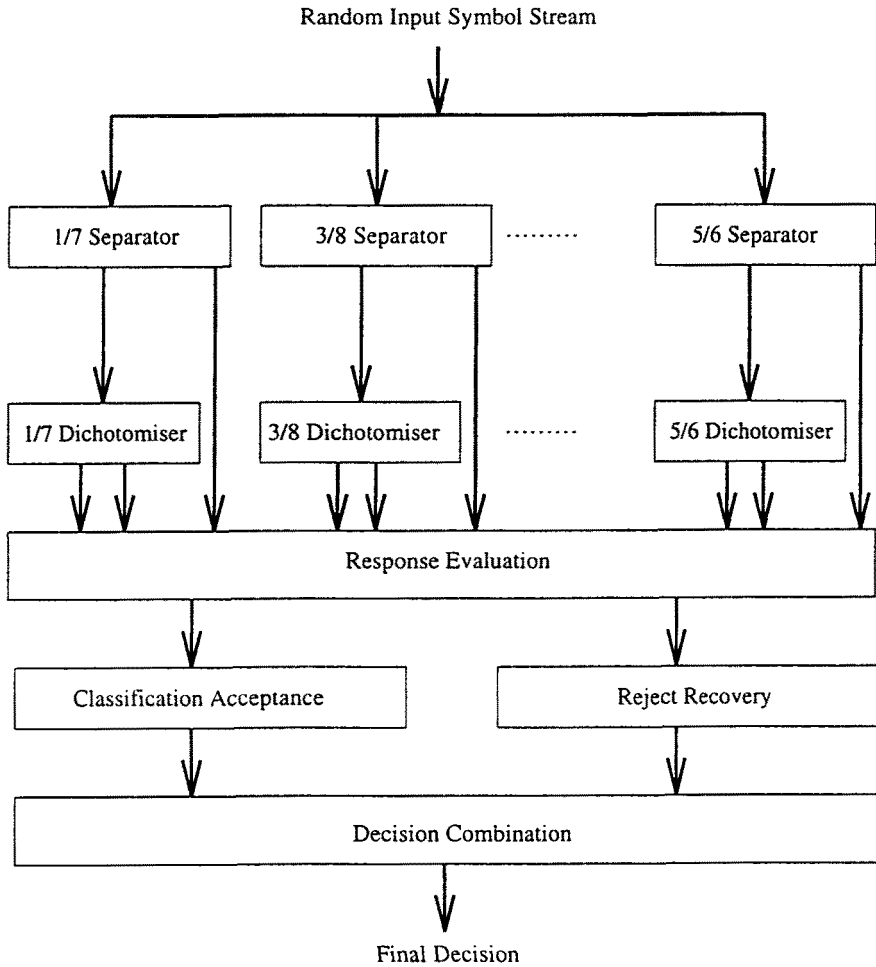 Random Input Symbol Stream
1/7 Separator
3/8 Separator
.........
5/6 Separator
1/7 Dichotomiser
3/8 Dichotomiser
.........
5/6 Dichotomiser
Response Evaluation
Classification Acceptance
Reject Recovery
Decision Combination
Final Decision